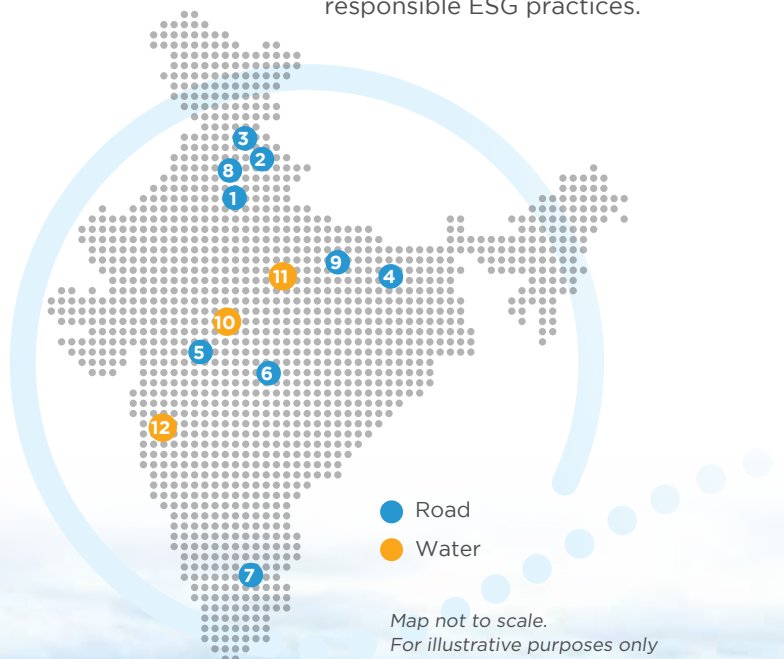 responsible ESG practices.
3
2
8
1
9
11
4
10
5
6
12
Road
Water
7
Map not to scale.
For illustrative purposes only